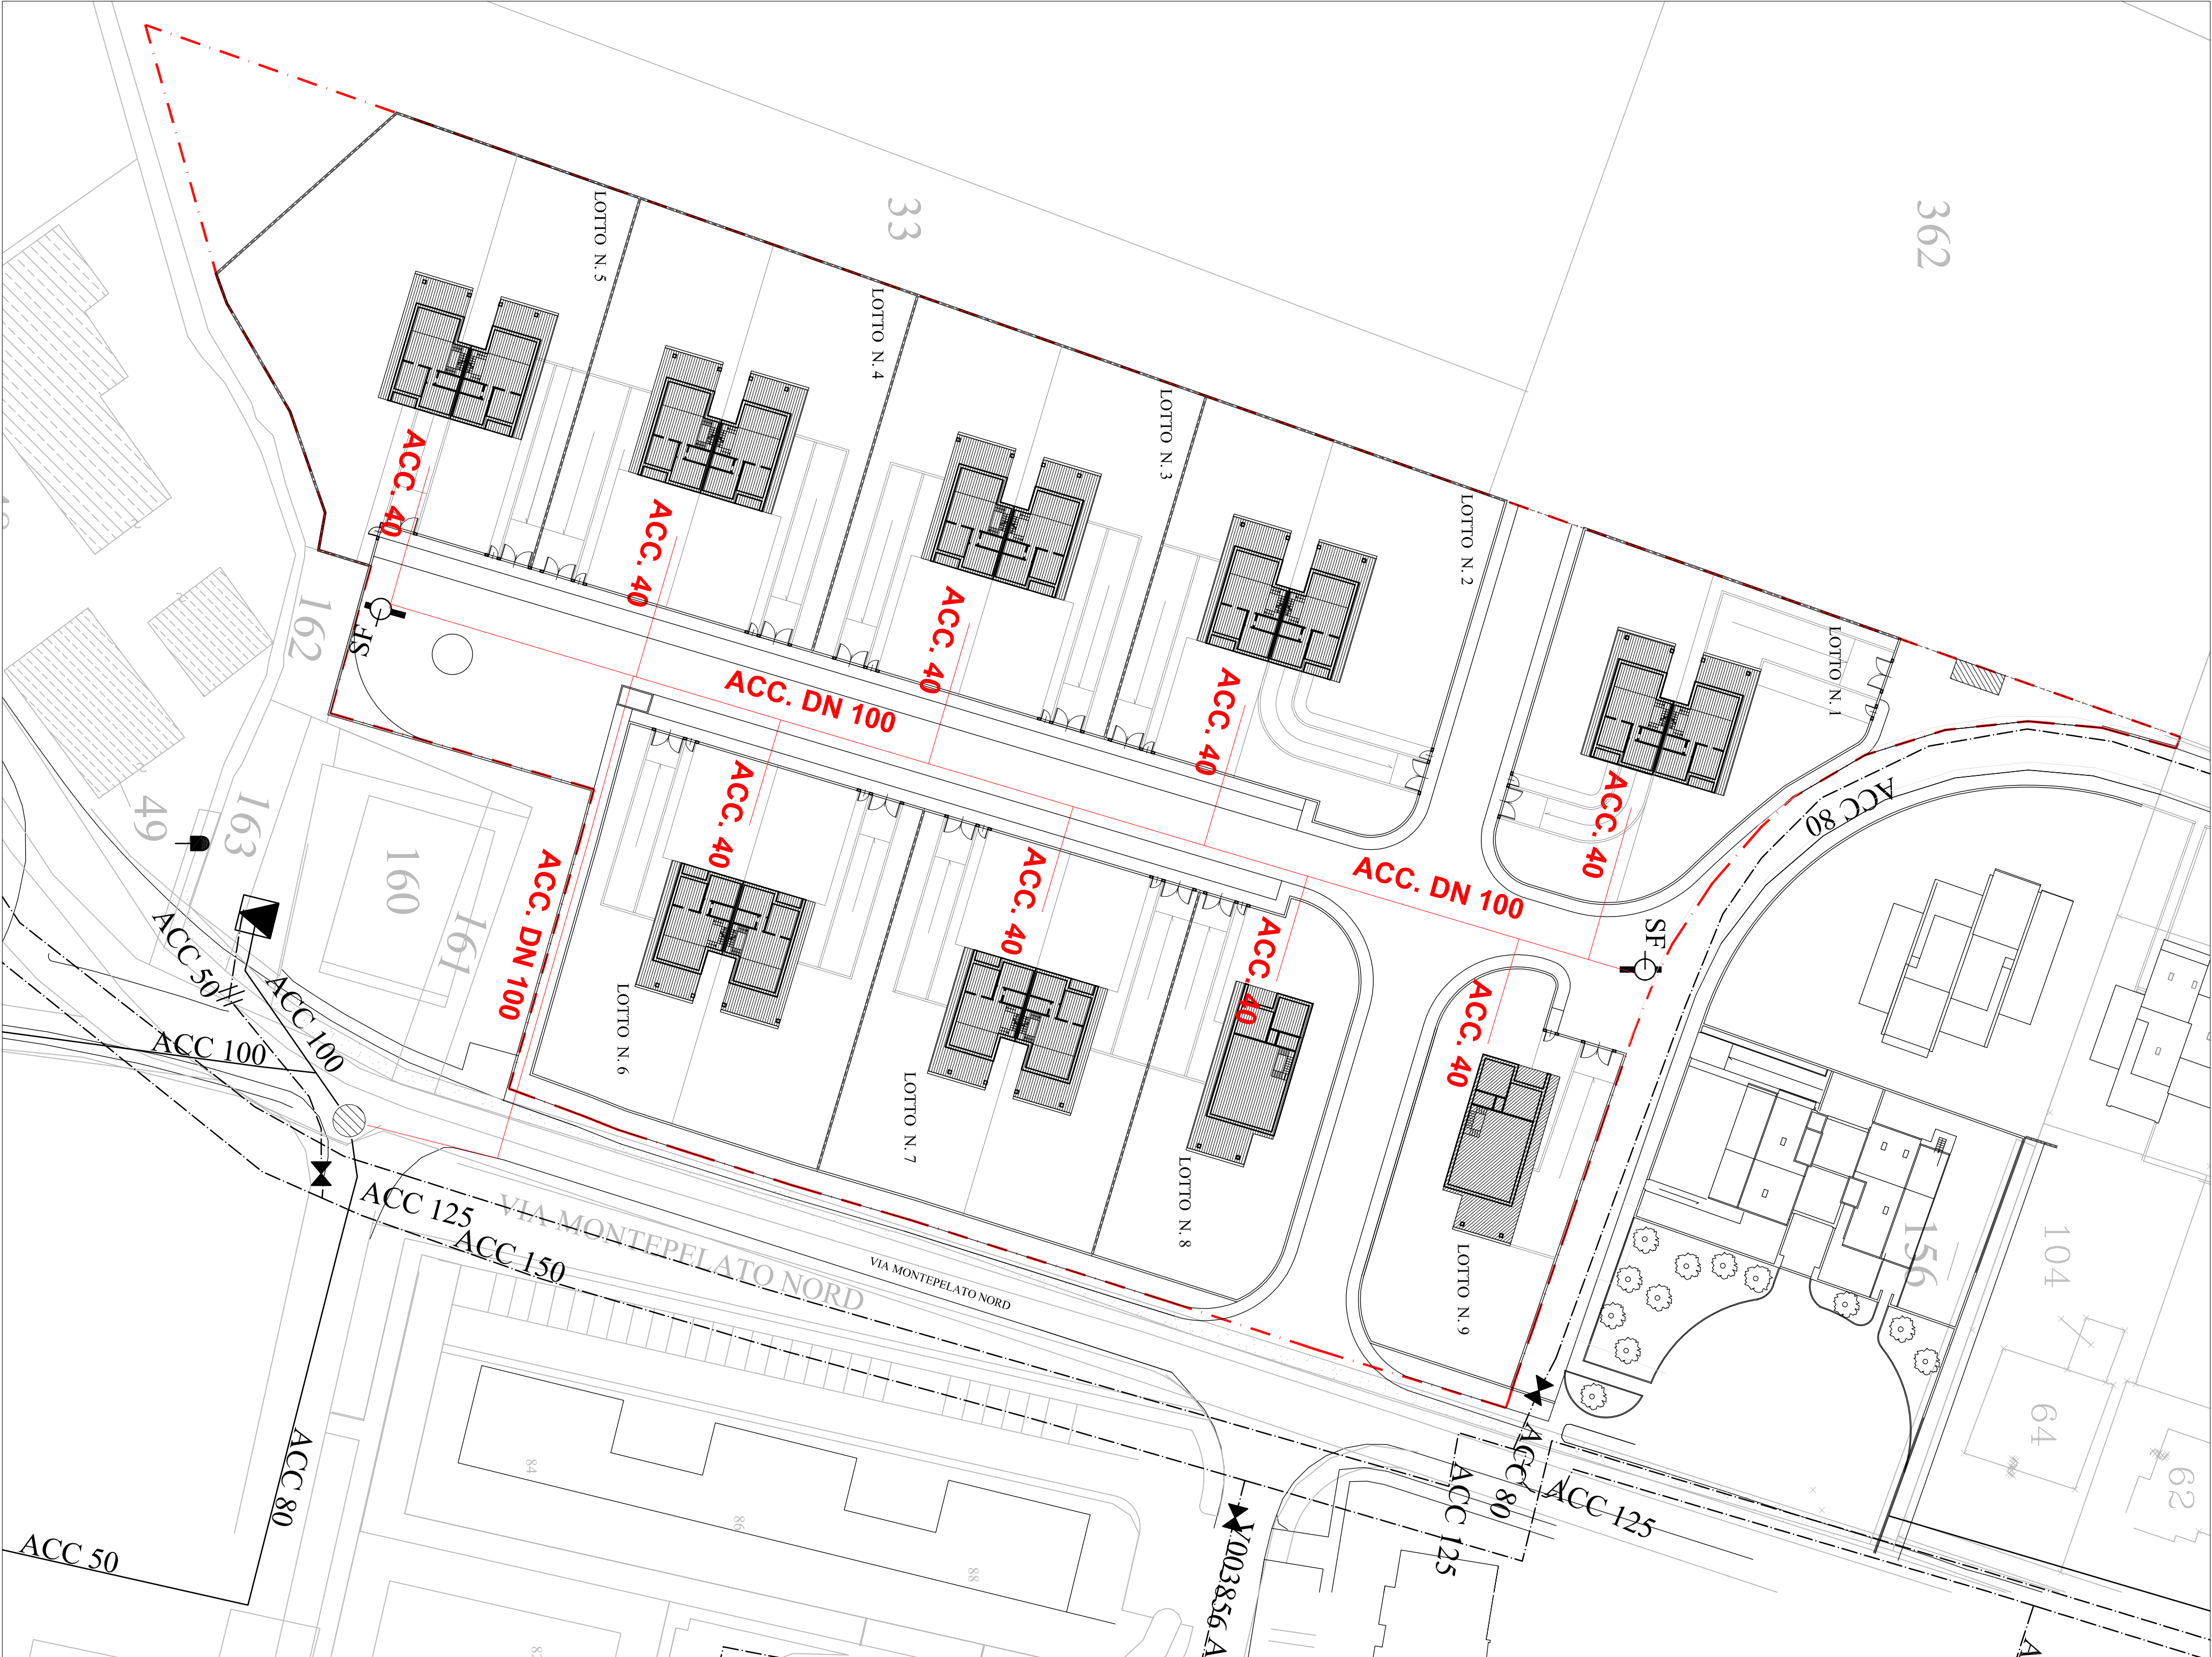 33
362
LOTTO N. 5
LOTTO N. 4
LOTTO N. 3
LOTTO N. 2
LOTTO N. 1
ACC. 40
ACC. 40
ACC. 40
ACC. 40
ACC. 40
SF
162
ACC. DN 100
ACC. DN 100
ACC 80
SF
49
163
160
161
ACC. 40
ACC. 40
ACC. 40
ACC. 40
ACC. DN 100
LOTTO N. 6
LOTTO N. 7
LOTTO N. 8
LOTTO N. 9
ACC 50
ACC 100
ACC 100
ACC 125
ACC 150
VIA MONTEPELATO NORD
VIA MONTEPELATO NORD
156
104
64
62
ACC 80
ACC 50
84
86
88
V003856 A
ACC 125
ACC 80
ACC 125
A